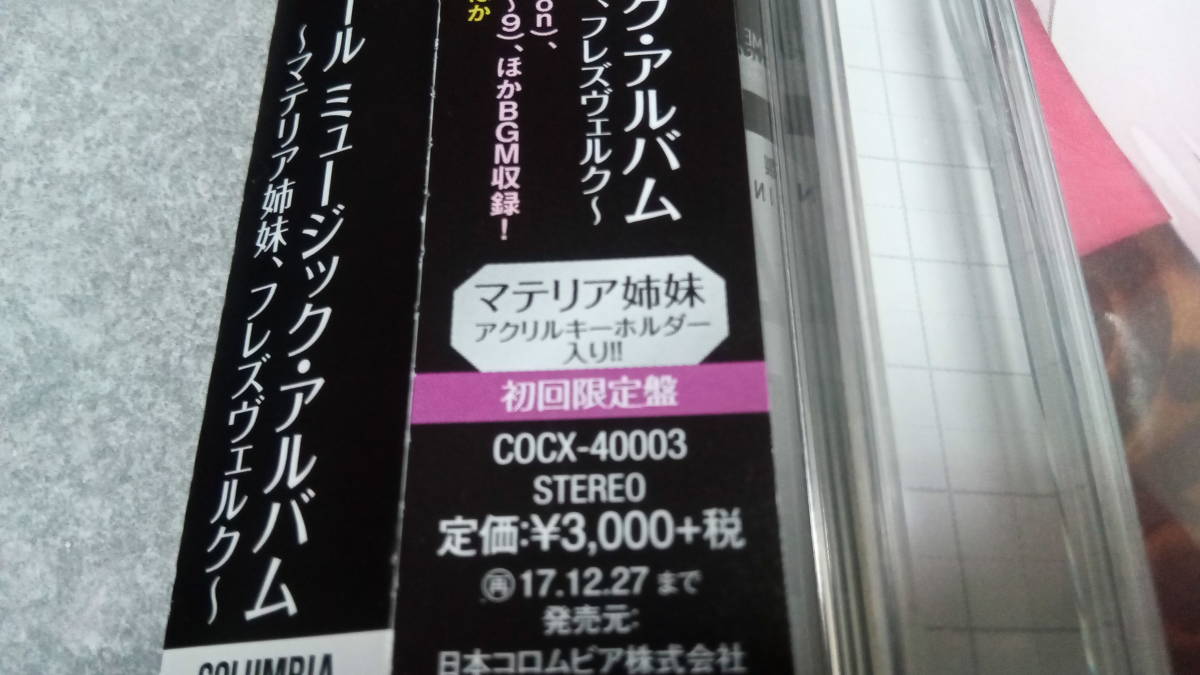 ール ミュージック・アルバム
～マテリア姉妹、フレズヴェルク～
COLUMBIA
ク・アルバム
、フレズヴェルク～
on）、
～9）、ほかBGM収録！
マテリア姉妹
アクリルキーホルダー
入り!!
初回限定盤
COCX-40003
STEREO
定価:¥3,000+税
㊞17.12.27 まで
発売元:
日本コロムビア株式会社